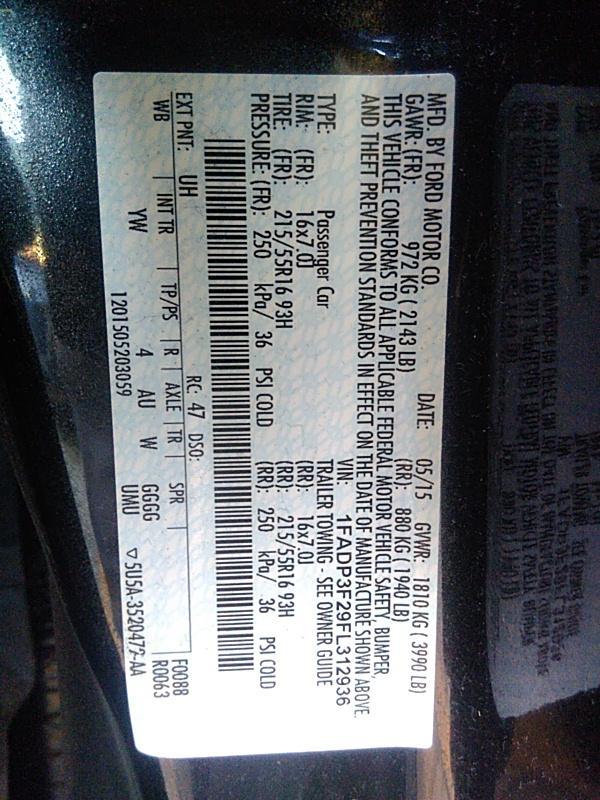 MFD. BY FORD MOTOR CO. DATE: 05/15 GVWR: 1810 KG ( 3990 LB)
GAWR: (FR): 972 KG ( 2143 LB) (RR): 880 KG ( 1940 LB)
THIS VEHICLE CONFORMS TO ALL APPLICABLE FEDERAL MOTOR VEHICLE SAFETY, BUMPER,
AND THEFT PREVENTION STANDARDS IN EFFECT ON THE DATE OF MANUFACTURE SHOWN ABOVE.
VIN: 1FADP3F29FL312936
TYPE: Passenger Car TRAILER TOWING - SEE OWNER GUIDE
RIM: (FR): 16x7.0J (RR): 16x7.0J
TIRE: (FR): 215/55R16 93H (RR): 215/55R16 93H
PRESSURE (FR): 250 kPa/ 36 PSI COLD (RR): 250 kPa/ 36 PSI COLD
EXT PNT: UH RC: 47 DSO: F0088
WB INT TR TP/PS R AXLE TR SPR R0063
YW 4 AU W GGGG
UMU ▽5U5A-3520472-AA
1201505203059